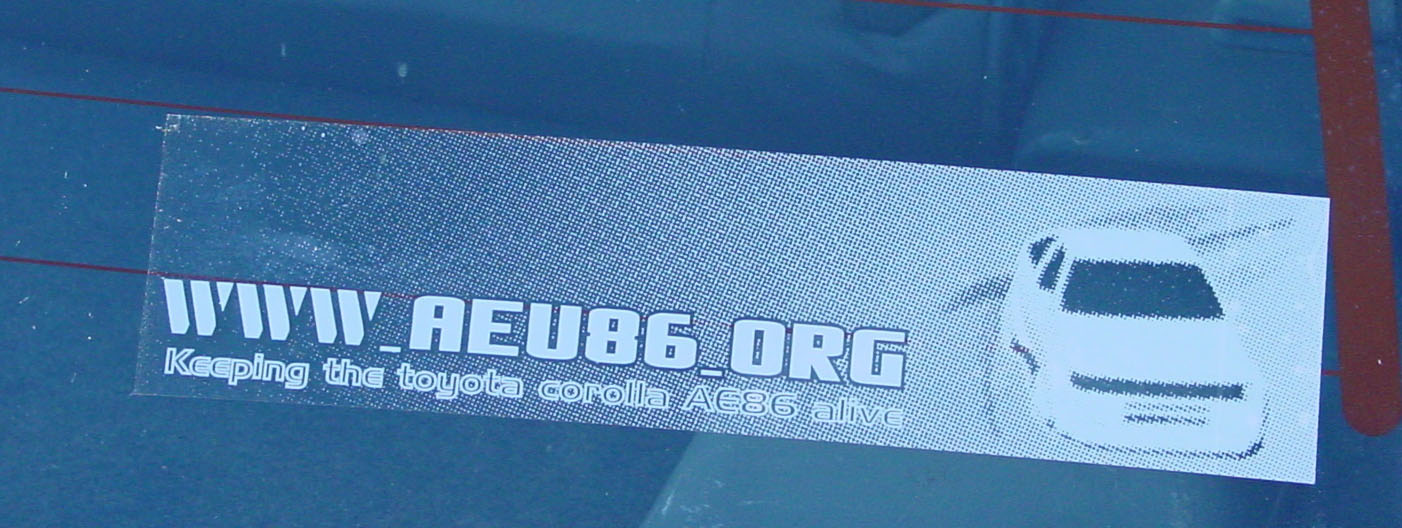 WWW_AEU86_ORG
Keeping the toyota corolla AE86 alive